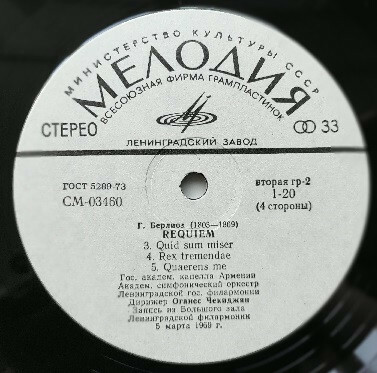 МИНИСТЕРСТВО КУЛЬТУРЫ СССР
МЕЛОДИЯ
ВСЕСОЮЗНАЯ ФИРМА ГРАМПЛАСТИНОК
СТЕРЕО
33
ЛЕНИНГРАДСКИЙ ЗАВОД
ГОСТ 5289-73
вторая гр-2
СМ-03460
1-20
(4 стороны)
Г. Берлиоз (1803—1869)
REQUIEM
3. Quid sum miser
4. Rex tremendae
5. Quaerens me
Гос. академ. капелла Армении
Академ. симфонический оркестр
Ленинградской гос. филармонии
Дирижер Оганес Чекиджян
Запись из Большого зала
Ленинградской филармонии
5 марта 1969 г.